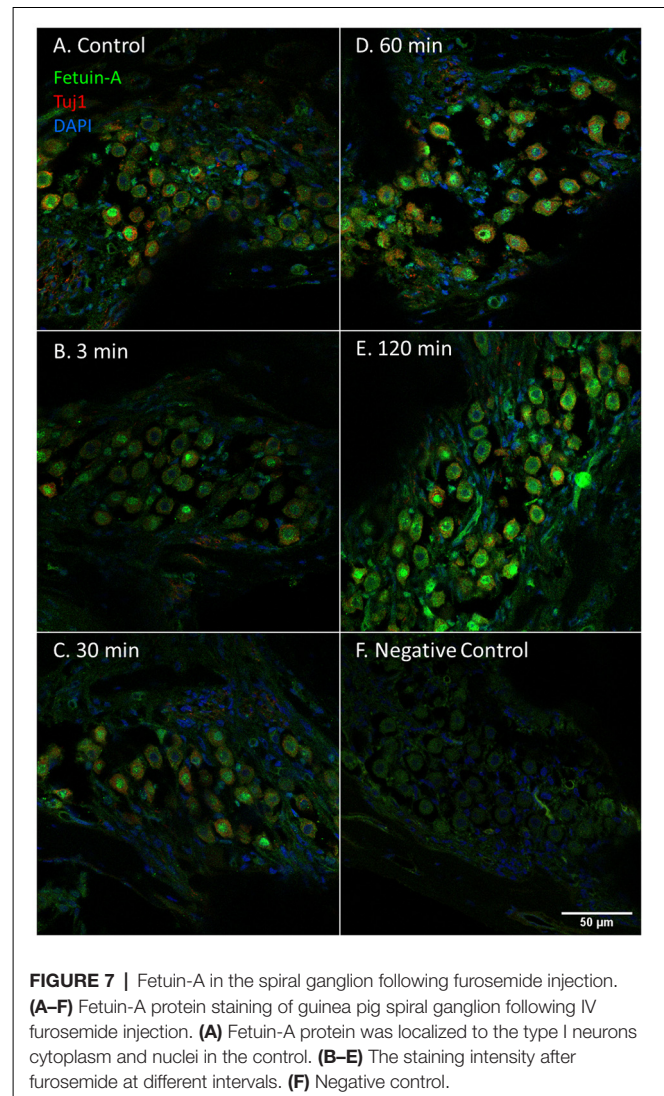 A. Control
Fetuin-A
Tuj1
DAPI
D. 60 min
B. 3 min
E. 120 min
C. 30 min
F. Negative Control
50 µm
FIGURE 7 | Fetuin-A in the spiral ganglion following furosemide injection.
(A–F) Fetuin-A protein staining of guinea pig spiral ganglion following IV
furosemide injection. (A) Fetuin-A protein was localized to the type I neurons
cytoplasm and nuclei in the control. (B–E) The staining intensity after
furosemide at different intervals. (F) Negative control.